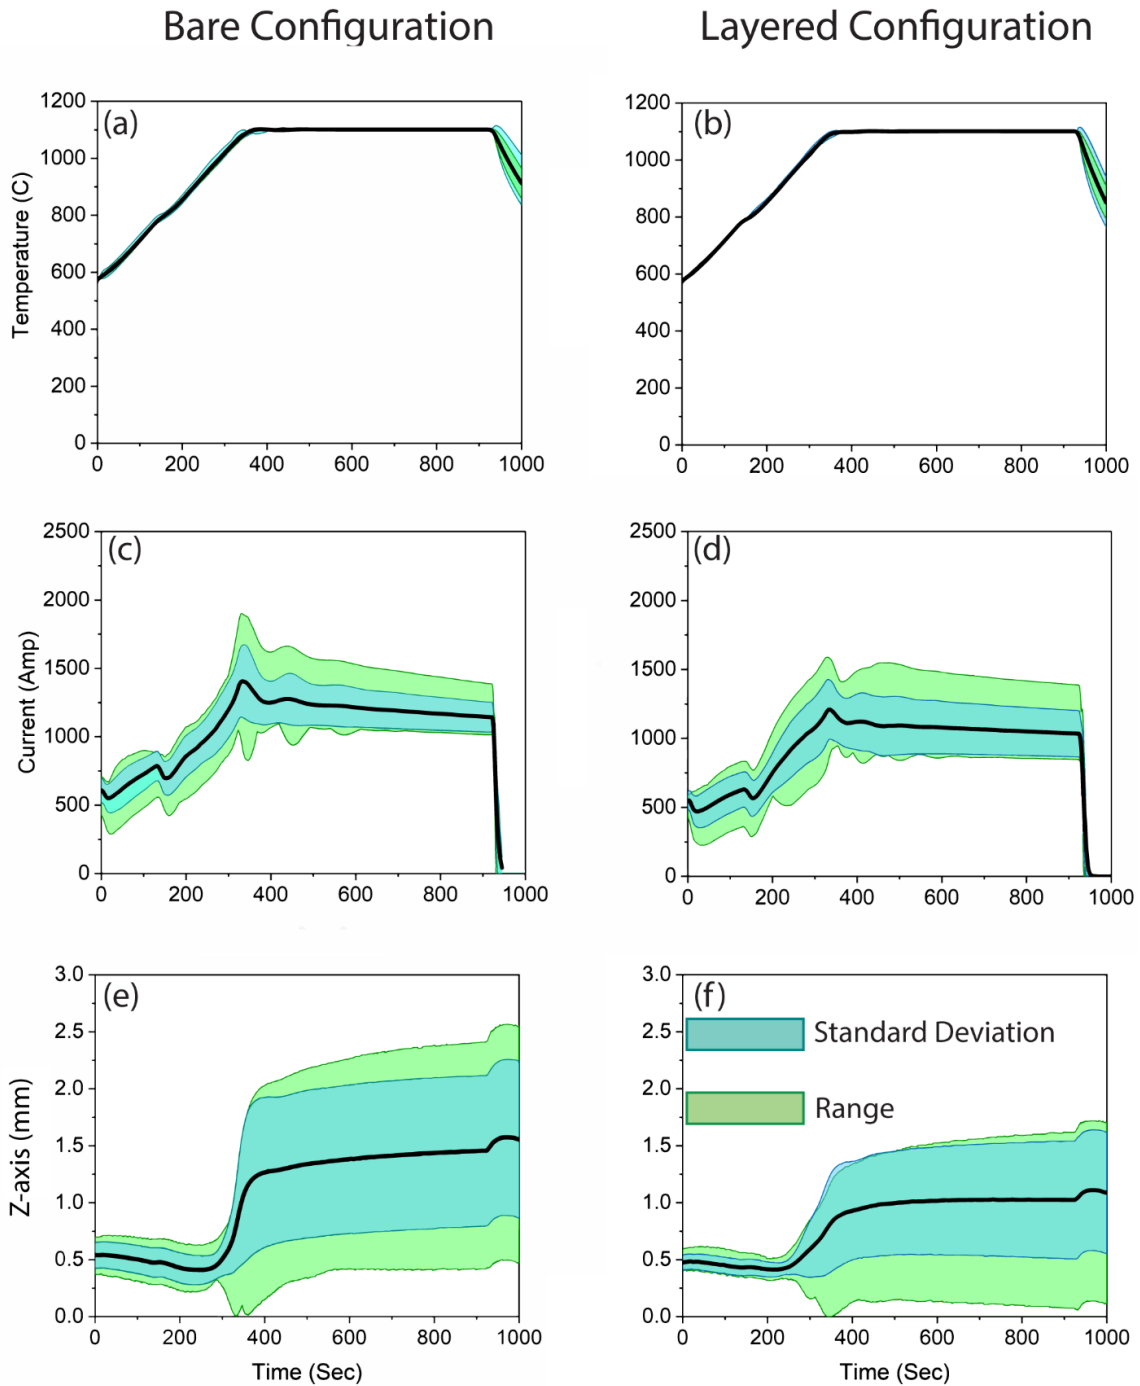 Bare Configuration
Layered Configuration
(a)
Temperature (C)
1200
1000
800
600
400
200
0
0 200 400 600 800 1000
(b)
1200
1000
800
600
400
200
0
0 200 400 600 800 1000
(c)
Current (Amp)
2500
2000
1500
1000
500
0
0 200 400 600 800 1000
(d)
2500
2000
1500
1000
500
0
0 200 400 600 800 1000
(e)
Z-axis (mm)
3.0
2.5
2.0
1.5
1.0
0.5
0.0
0 200 400 600 800 1000
Time (Sec)
(f)
Standard Deviation
Range
3.0
2.5
2.0
1.5
1.0
0.5
0.0
0 200 400 600 800 1000
Time (Sec)